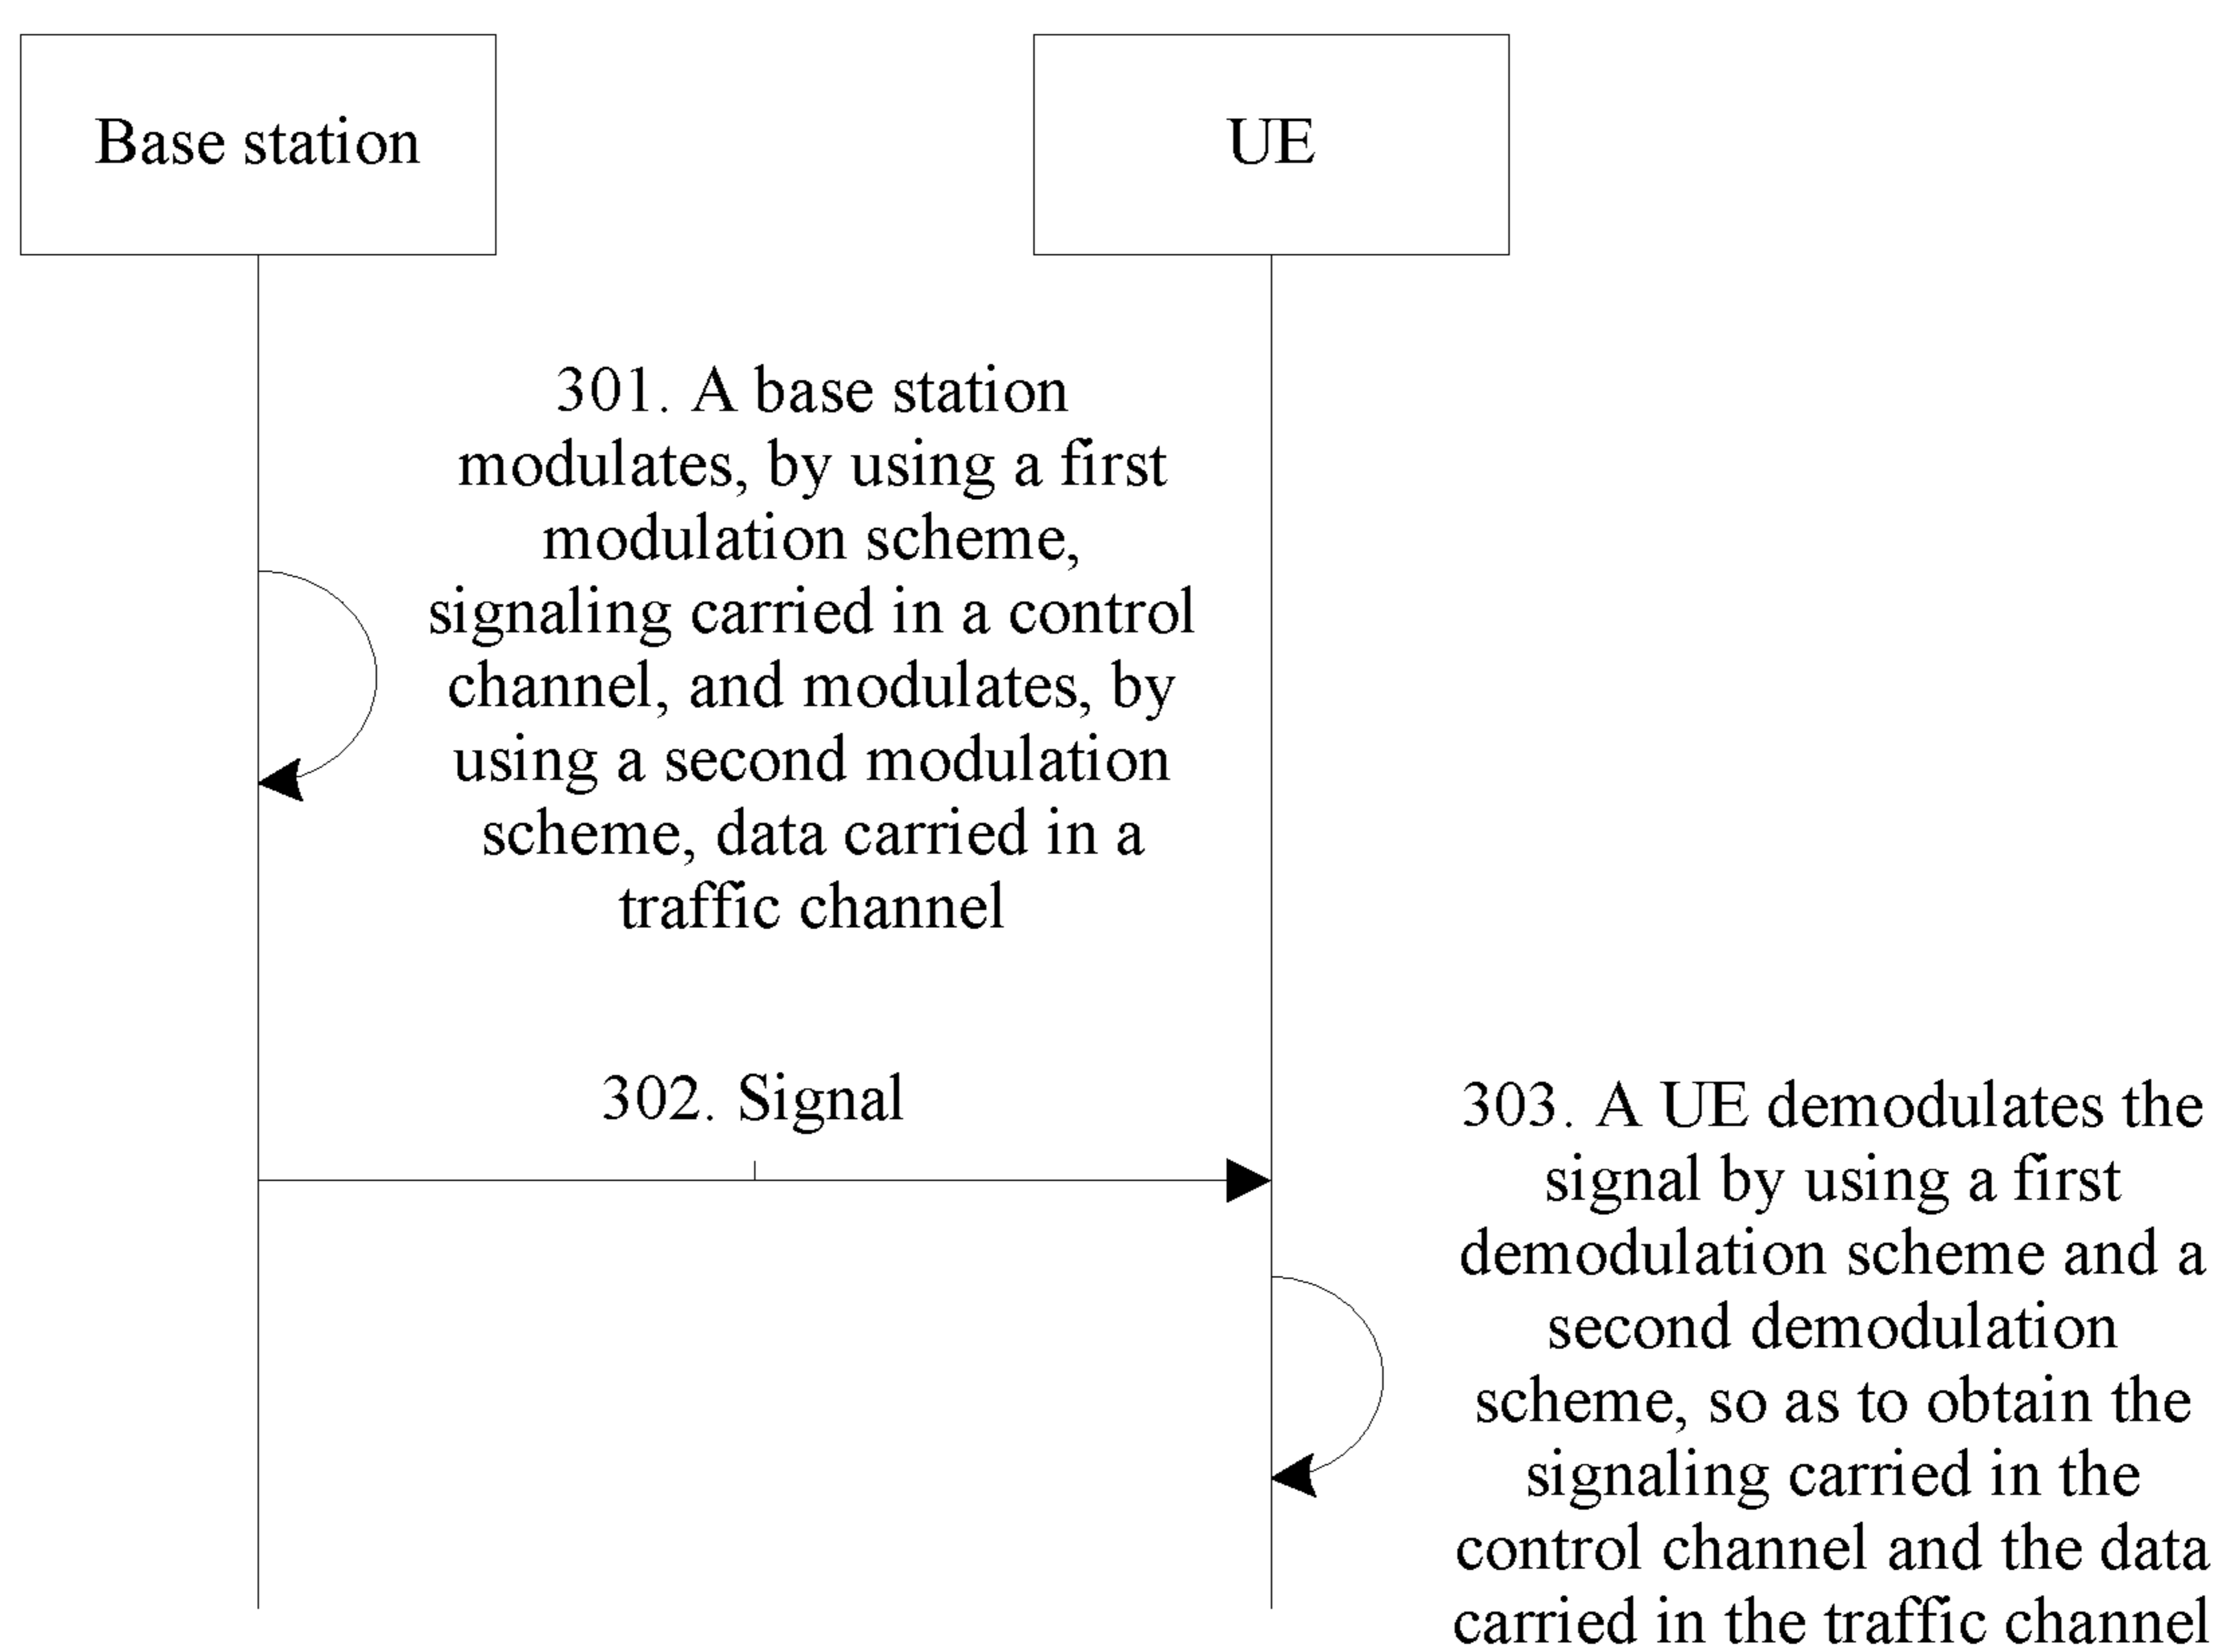 Base station
UE
301. A base station
modulates, by using a first
modulation scheme,
signaling carried in a control
channel, and modulates, by
using a second modulation
scheme, data carried in a
traffic channel
302. Signal
303. A UE demodulates the
signal by using a first
demodulation scheme and a
second demodulation
scheme, so as to obtain the
signaling carried in the
control channel and the data
carried in the traffic channel